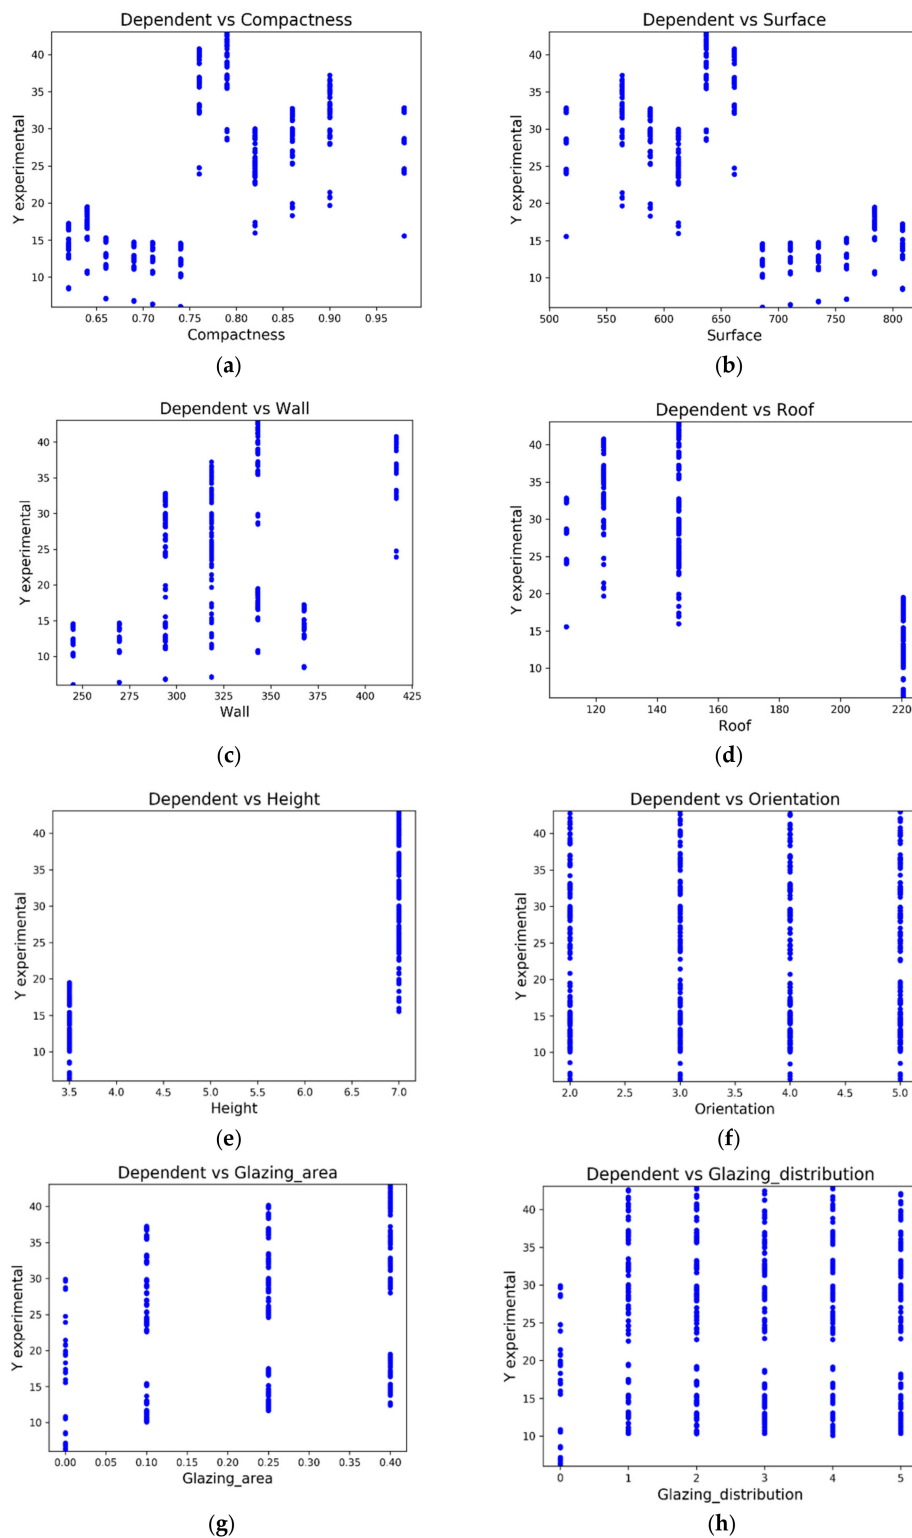 Dependent vs Compactness
Y experimental
40
35
30
25
20
15
10
0.65 0.70 0.75 0.80 0.85 0.90 0.95
Compactness
(a)
Dependent vs Surface
Y experimental
40
35
30
25
20
15
10
500 550 600 650 700 750 800
Surface
(b)
Dependent vs Wall
Y experimental
40
35
30
25
20
15
10
250 275 300 325 350 375 400 425
Wall
(c)
Dependent vs Roof
Y experimental
40
35
30
25
20
15
10
120 140 160 180 200 220
Roof
(d)
Dependent vs Height
Y experimental
40
35
30
25
20
15
10
3.5 4.0 4.5 5.0 5.5 6.0 6.5 7.0
Height
(e)
Dependent vs Orientation
Y experimental
40
35
30
25
20
15
10
2.0 2.5 3.0 3.5 4.0 4.5 5.0
Orientation
(f)
Dependent vs Glazing_area
Y experimental
40
35
30
25
20
15
10
0.00 0.05 0.10 0.15 0.20 0.25 0.30 0.35 0.40
Glazing_area
(g)
Dependent vs Glazing_distribution
Y experimental
40
35
30
25
20
15
10
0 1 2 3 4 5
Glazing_distribution
(h)